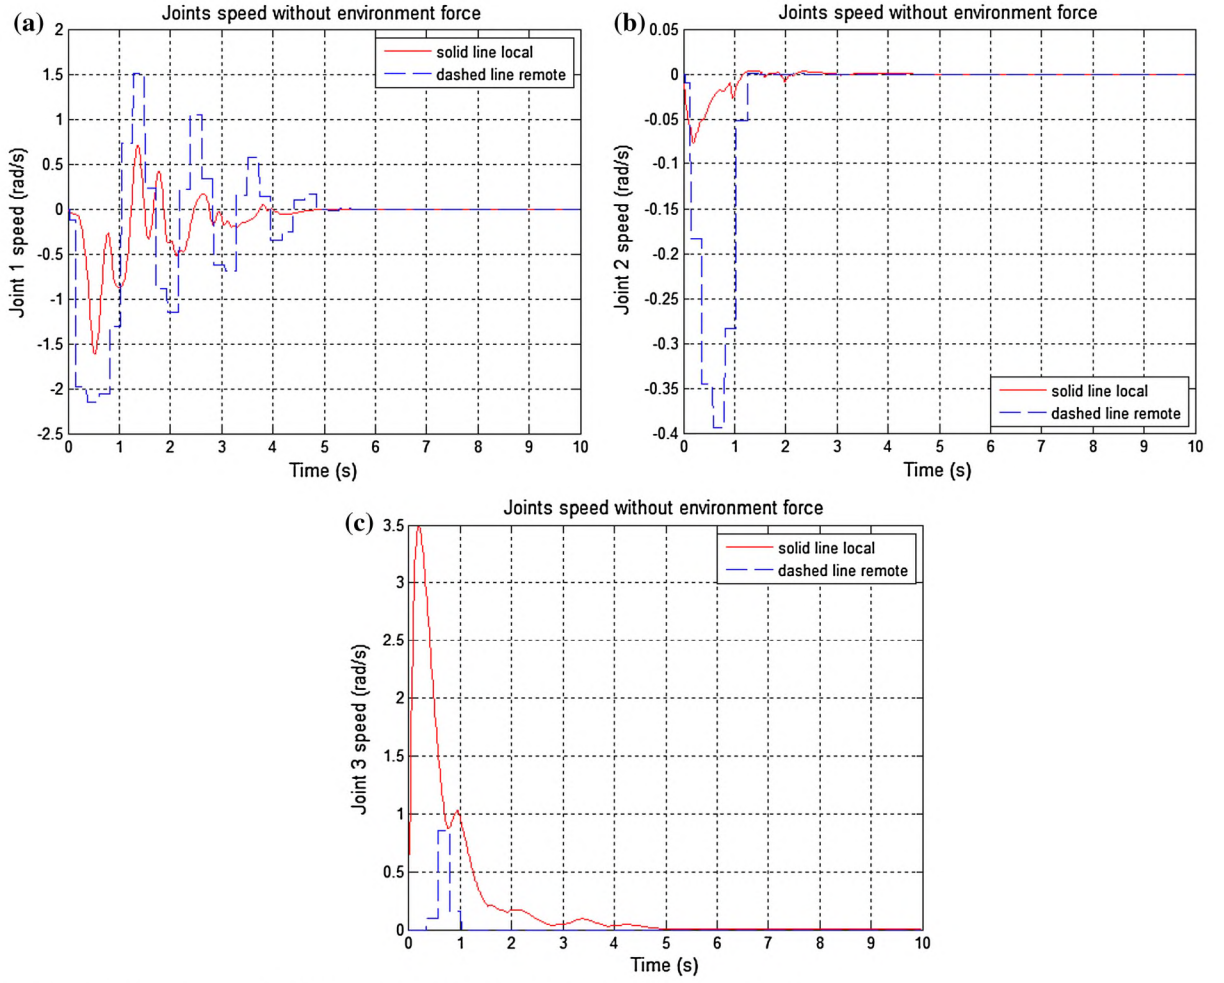 (a)
Joints speed without environment force
solid line local
dashed line remote
2
1.5
1
0.5
0
-0.5
-1
-1.5
-2
-2.5
Joint 1 speed (rad/s)
0 1 2 3 4 5 6 7 8 9 10
Time (s)
(b)
Joints speed without environment force
0.05
0
-0.05
-0.1
-0.15
-0.2
-0.25
-0.3
-0.35
-0.4
Joint 2 speed (rad/s)
solid line local
dashed line remote
0 1 2 3 4 5 6 7 8 9 10
Time (s)
(c)
Joints speed without environment force
solid line local
dashed line remote
3.5
3
2.5
2
1.5
1
0.5
0
Joint 3 speed (rad/s)
0 1 2 3 4 5 6 7 8 9 10
Time (s)